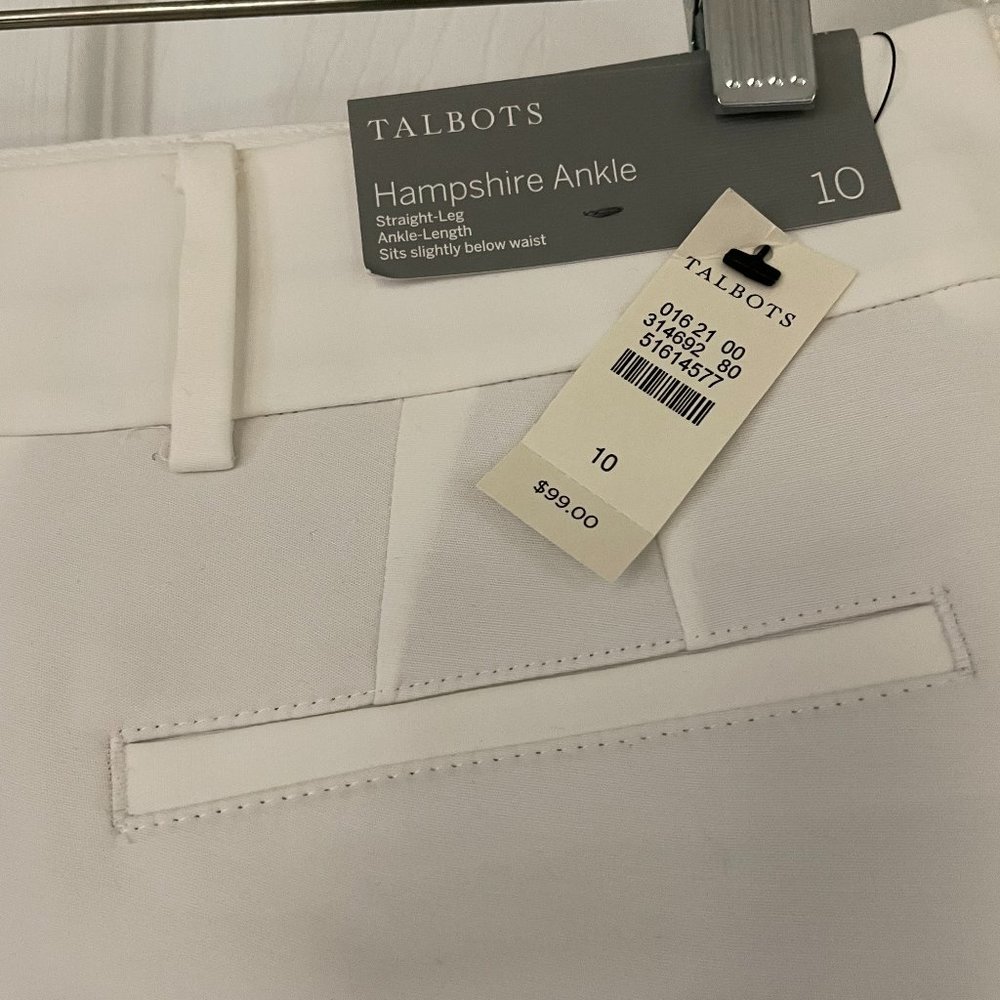 TALBOTS
Hampshire Ankle
10
Straight-Leg
Ankle-Length
Sits slightly below waist
TALBOTS
016 21 00
314692 80
51614577
10
$99.00